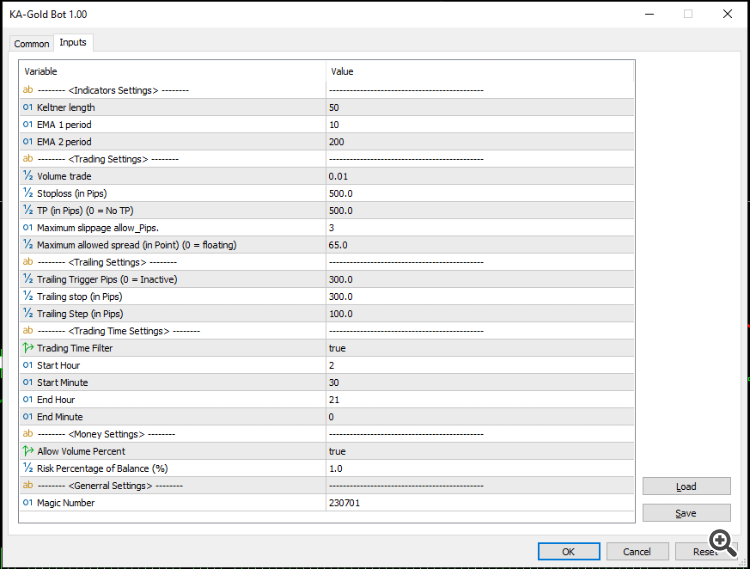 KA-Gold Bot 1.00
Common Inputs
Variable Value
ab -------- <Indicators Settings> -------- --------------------------------------------
01 Keltner length 50
01 EMA 1 period 10
01 EMA 2 period 200
ab -------- <Trading Settings> -------- --------------------------------------------
½ Volume trade 0.01
½ Stoploss (in Pips) 500.0
½ TP (in Pips) (0 = No TP) 500.0
01 Maximum slippage allow_Pips. 3
½ Maximum allowed spread (in Point) (0 = floating) 65.0
ab -------- <Trailing Settings> -------- --------------------------------------------
½ Trailing Trigger Pips (0 = Inactive) 300.0
½ Trailing stop (in Pips) 300.0
½ Trailing Step (in Pips) 100.0
ab -------- <Trading Time Settings> -------- --------------------------------------------
Trading Time Filter true
01 Start Hour 2
01 Start Minute 30
01 End Hour 21
01 End Minute 0
ab -------- <Money Settings> -------- --------------------------------------------
Allow Volume Percent true
½ Risk Percentage of Balance (%) 1.0
ab -------- <Generral Settings> -------- --------------------------------------------
01 Magic Number 230701
Load
Save
OK Cancel Reset